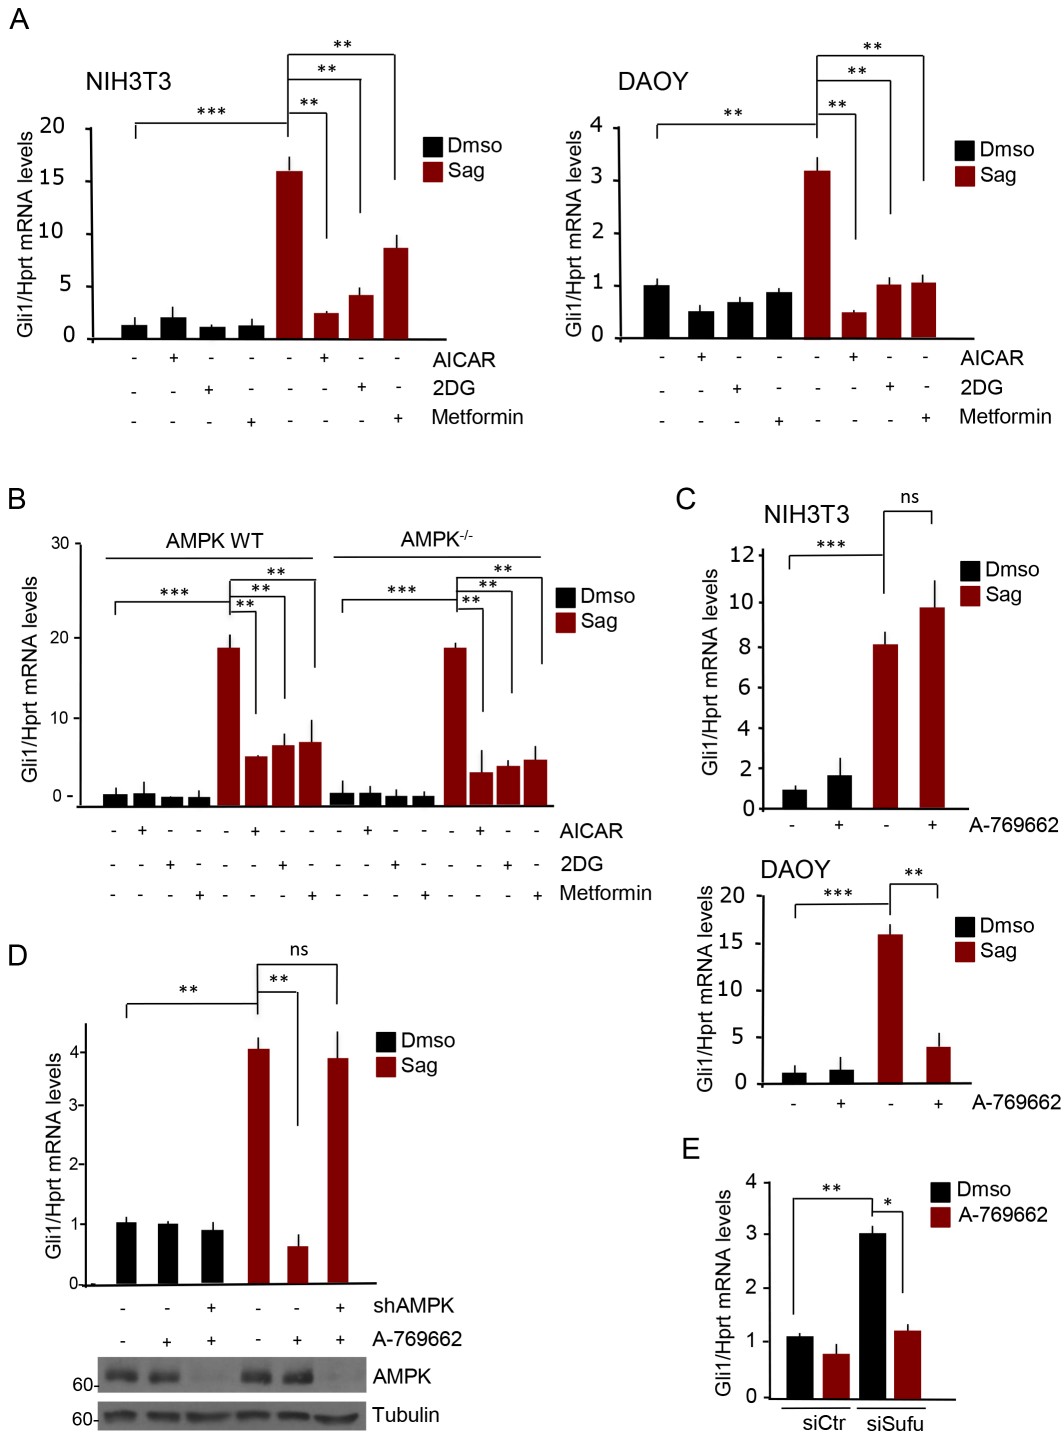 A
NIH3T3
** 
**
**
***
Gli1/Hprt mRNA levels
20
15
10
5
0
Dmso
Sag
- + - - - + - - AICAR
- - + - - - + - 2DG
- - - + - - - + Metformin
DAOY
**
**
**
**
Gli1/Hprt mRNA levels
4
3
2
1
0
Dmso
Sag
- + - - - + - - AICAR
- - + - - - + - 2DG
- - - + - - - + Metformin
B
AMPK WT
AMPK-/-
***
**
**
**
***
**
**
**
Gli1/Hprt mRNA levels
30
20
10
0
Dmso
Sag
- + - - - + - - - + - - - + - - AICAR
- - + - - - + - - - + - - - + - 2DG
- - - + - - - + - - - + - - - + Metformin
C
NIH3T3
ns
***
Gli1/Hprt mRNA levels
12
10
8
6
4
2
0
Dmso
Sag
- + - + A-769662
DAOY
**
***
Gli1/Hprt mRNA levels
20
15
10
5
0
Dmso
Sag
- + - + A-769662
D
ns
**
**
Gli1/Hprt mRNA levels
4
3
2
1
0
Dmso
Sag
- - + - - + shAMPK
- + + - + + A-769662
60 AMPK
60 Tubulin
E
**
*
Gli1/Hprt mRNA levels
4
3
2
1
0
Dmso
A-769662
siCtr siSufu